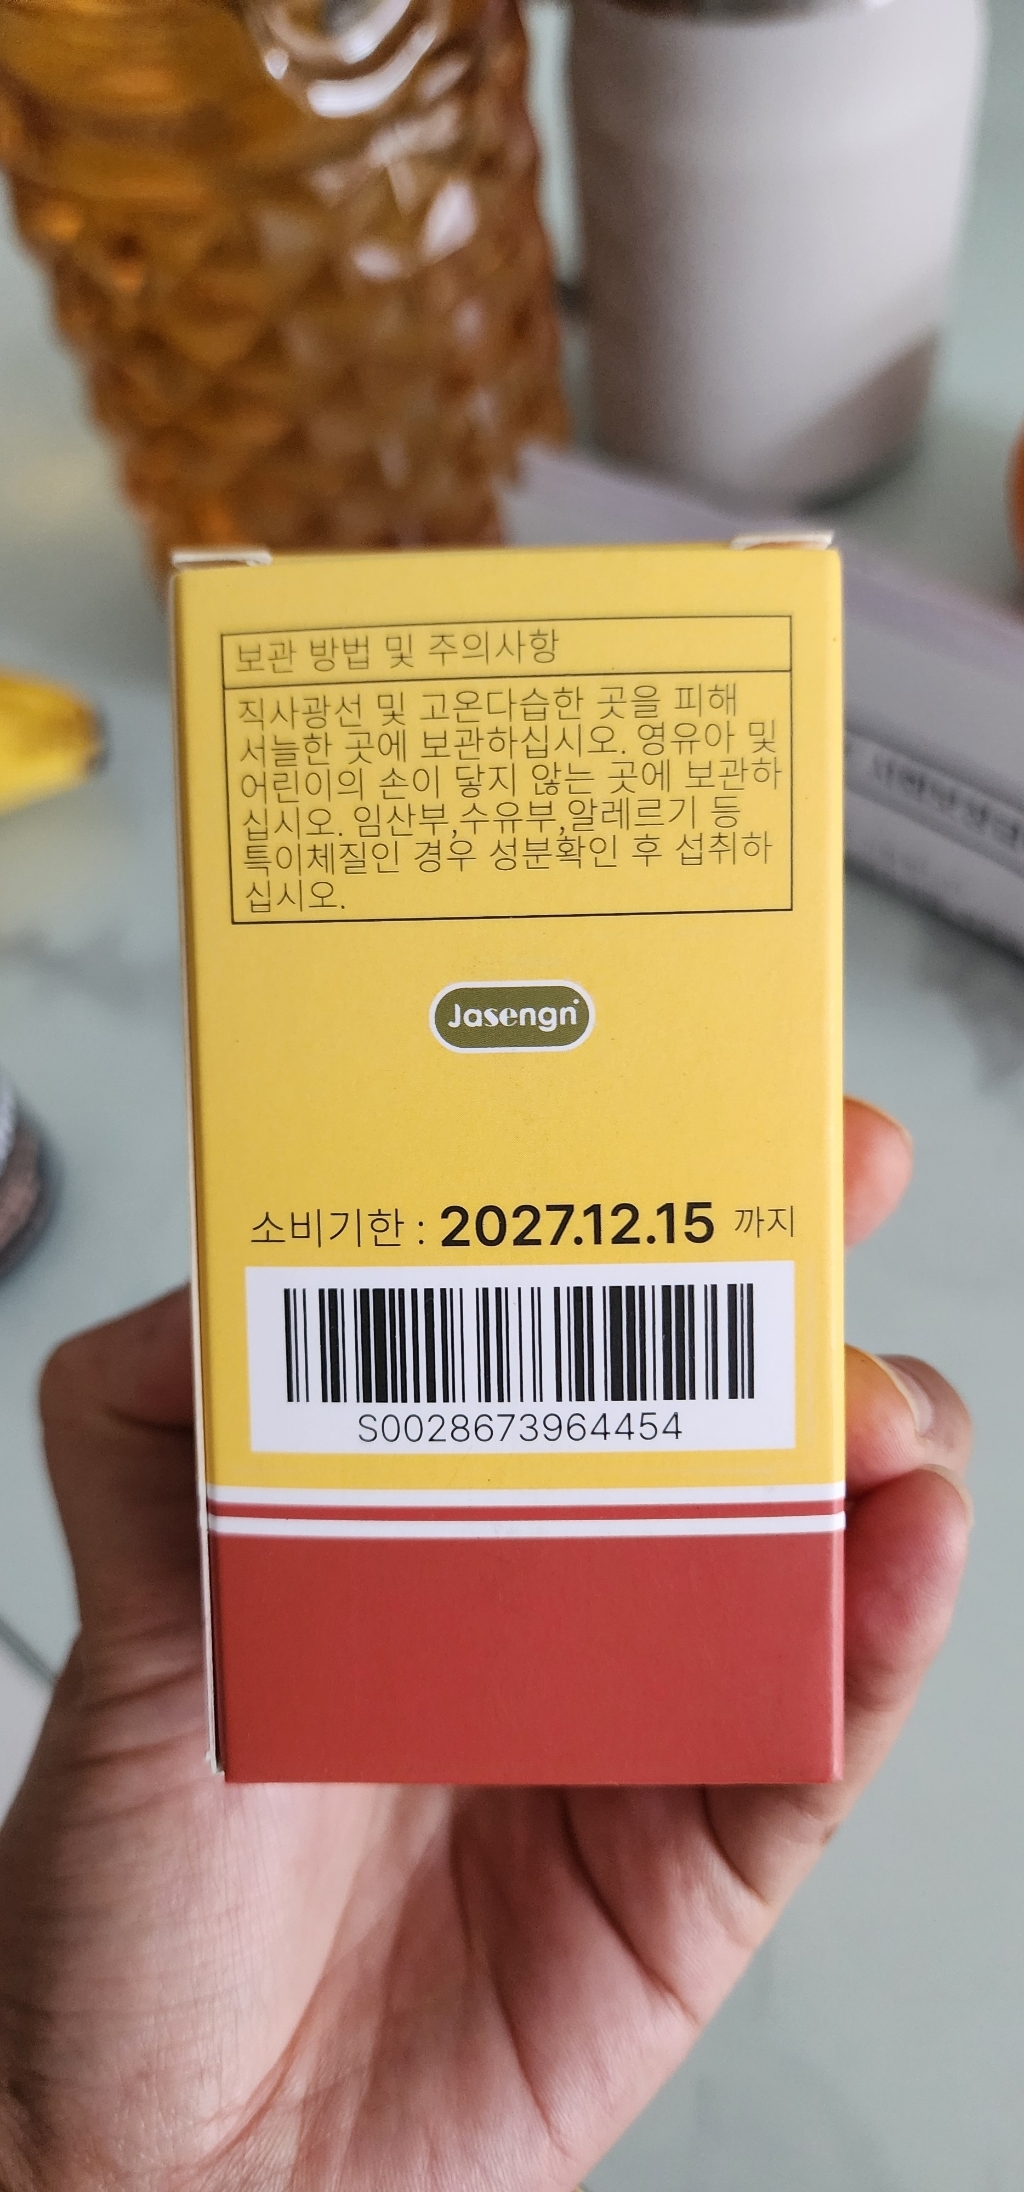 보관 방법 및 주의사항
직사광선 및 고온다습한 곳을 피해
서늘한 곳에 보관하십시오. 영유아 및
어린이의 손이 닿지 않는 곳에 보관하
십시오. 임산부,수유부,알레르기 등
특이체질인 경우 성분확인 후 섭취하
십시오.
Jasengn
소비기한 : 2027.12.15 까지
S0028673964454